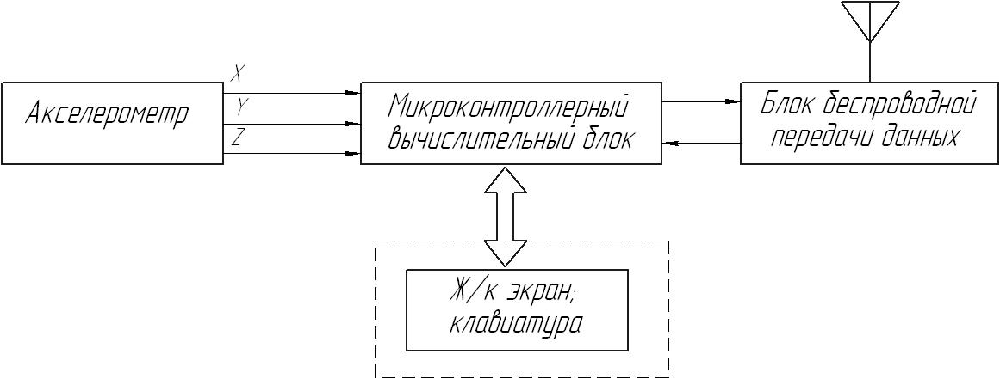 Акселерометр
X
Y
Z
Микроконтроллерный
вычислительный блок
Блок беспроводной
передачи данных
Ж/к экран;
клавиатура